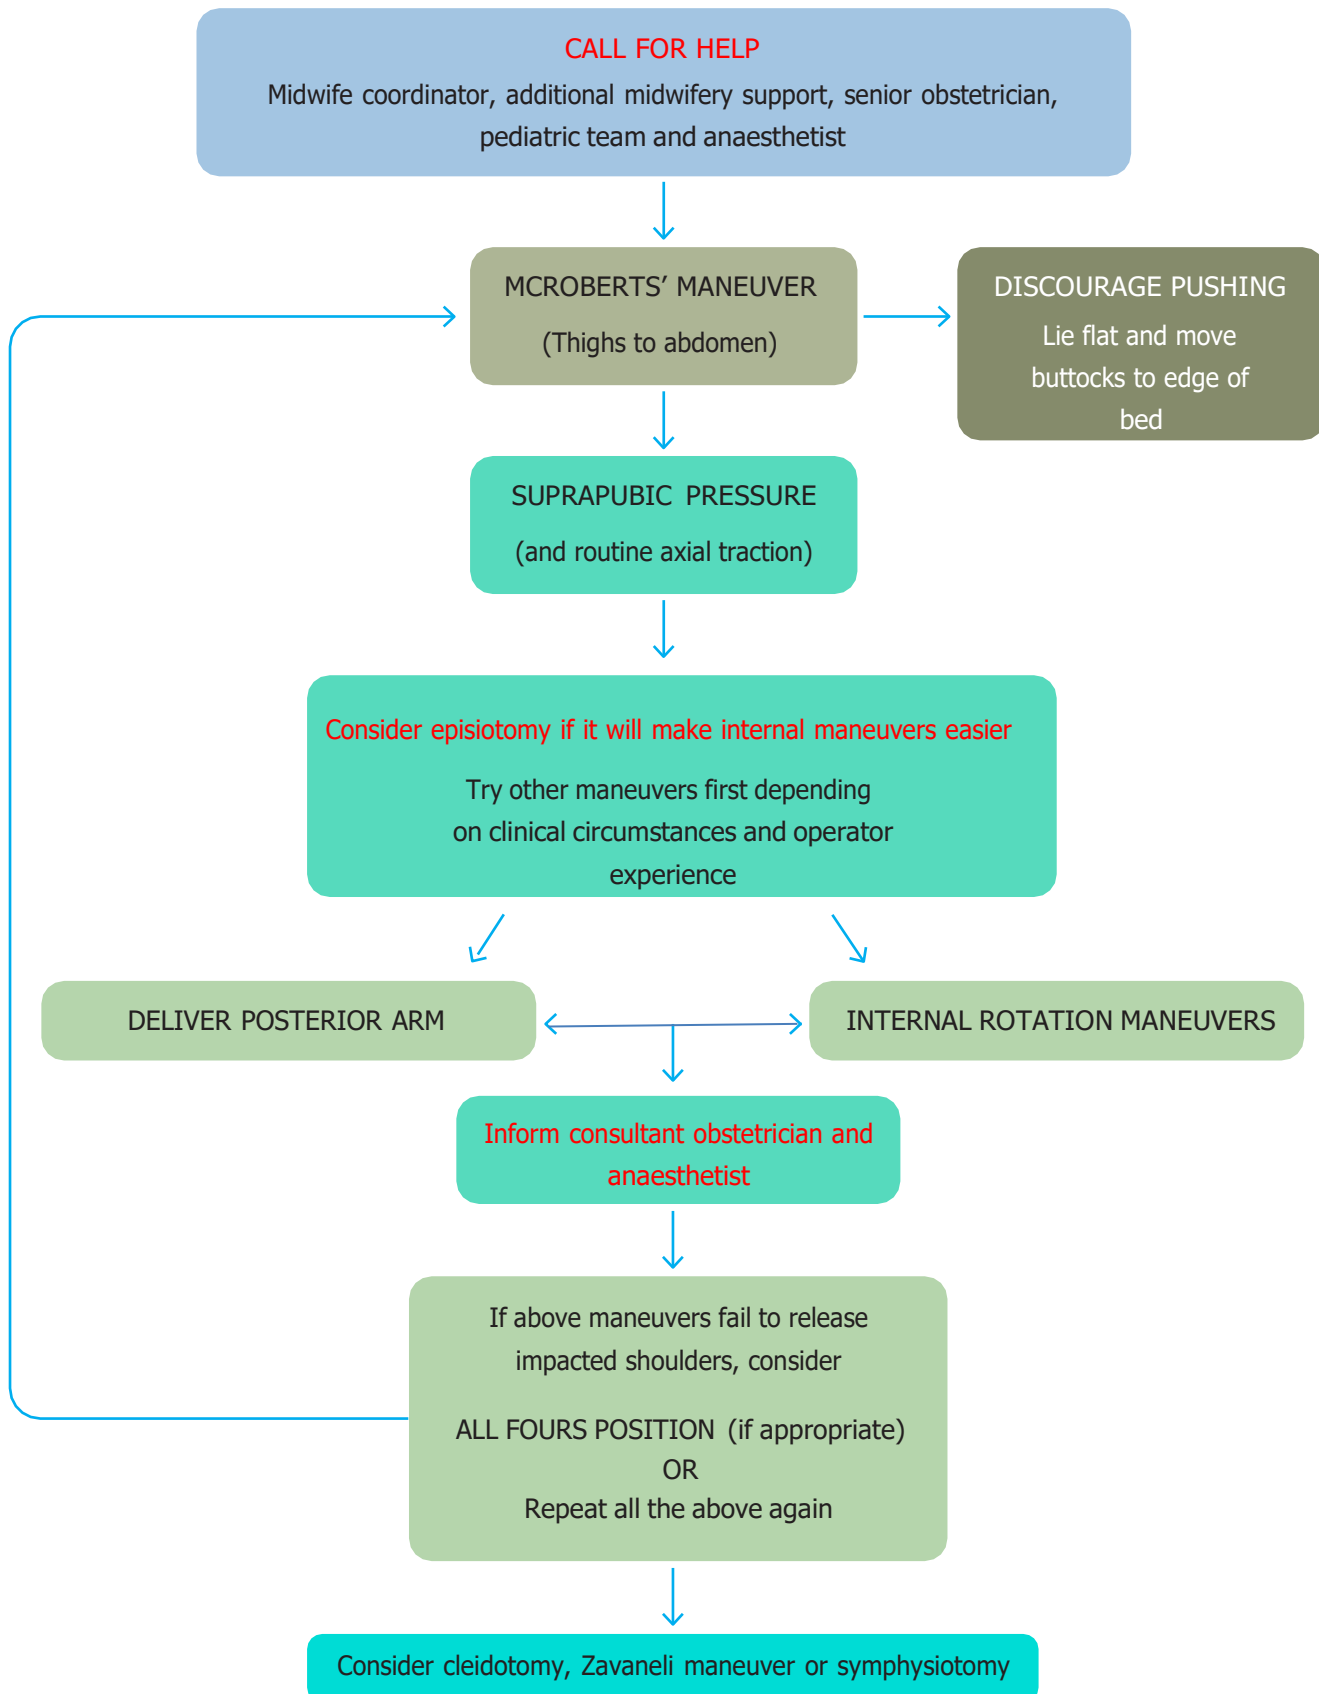 CALL FOR HELP
Midwife coordinator, additional midwifery support, senior obstetrician,
pediatric team and anaesthetist
MCROBERTS’ MANEUVER
(Thighs to abdomen)
DISCOURAGE PUSHING
Lie flat and move
buttocks to edge of
bed
SUPRAPUBIC PRESSURE
(and routine axial traction)
Consider episiotomy if it will make internal maneuvers easier
Try other maneuvers first depending
on clinical circumstances and operator
experience
DELIVER POSTERIOR ARM
INTERNAL ROTATION MANEUVERS
Inform consultant obstetrician and
anaesthetist
If above maneuvers fail to release
impacted shoulders, consider
ALL FOURS POSITION (if appropriate)
OR
Repeat all the above again
Consider cleidotomy, Zavaneli maneuver or symphysiotomy